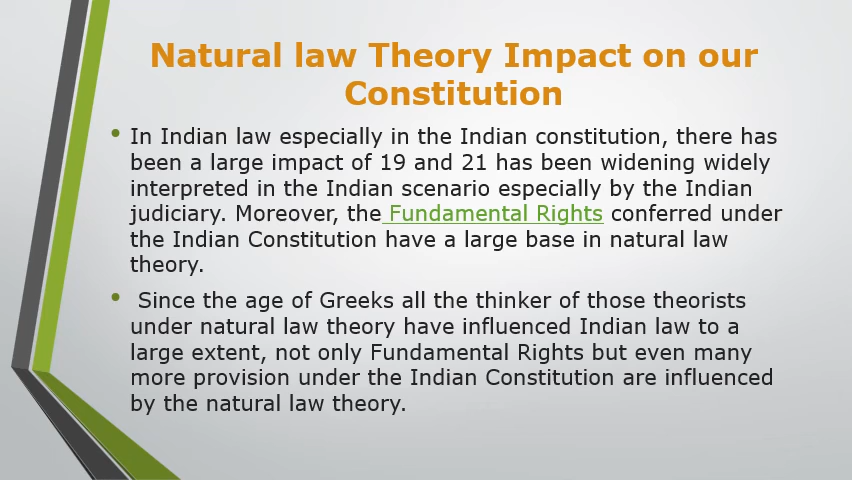 Natural law Theory Impact on our
Constitution
• In Indian law especially in the Indian constitution, there has
been a large impact of 19 and 21 has been widening widely
interpreted in the Indian scenario especially by the Indian
judiciary. Moreover, the Fundamental Rights conferred under
the Indian Constitution have a large base in natural law
theory.
• Since the age of Greeks all the thinker of those theorists
under natural law theory have influenced Indian law to a
large extent, not only Fundamental Rights but even many
more provision under the Indian Constitution are influenced
by the natural law theory.